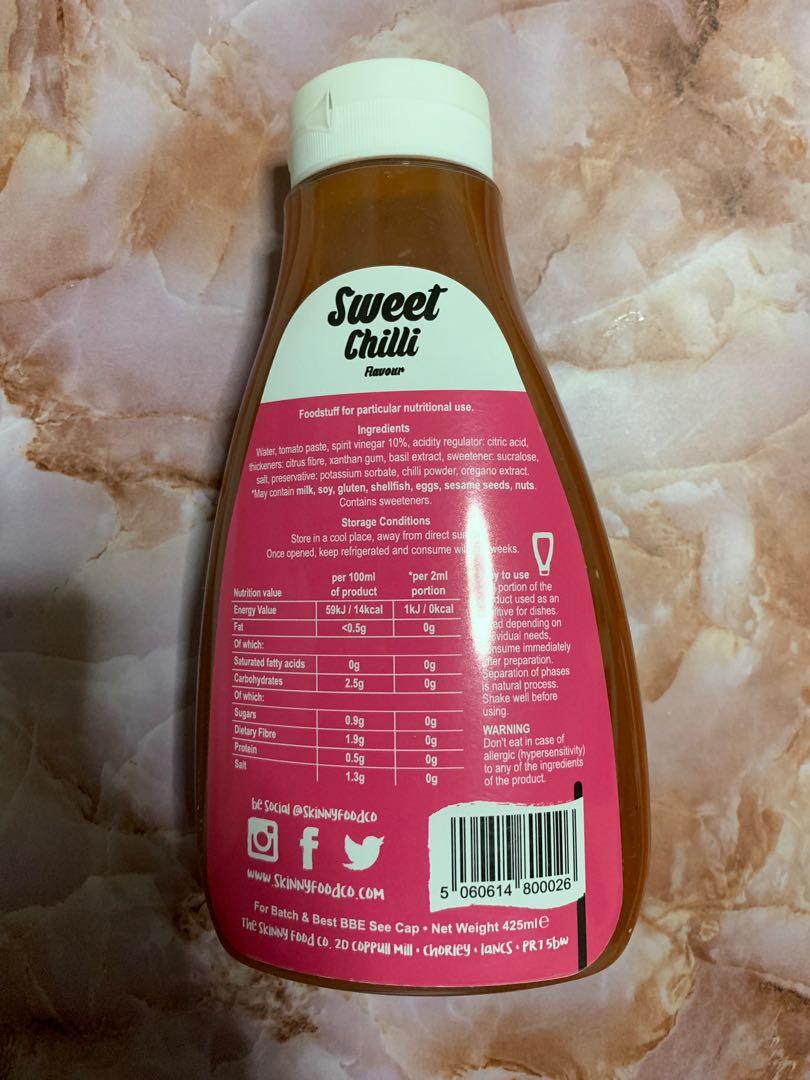 Sweet
Chilli
Flavour
Foodstuff for particular nutritional use.
Ingredients
Water, tomato paste, spirit vinegar 10%, acidity regulator: citric acid,
thickeners: citrus fibre, xanthan gum, basil extract, sweetener: sucralose,
salt, preservative: potassium sorbate, chilli powder, oregano extract.
*May contain milk, soy, gluten, shellfish, eggs, sesame seeds, nuts.
Contains sweeteners.
Storage Conditions
Store in a cool place, away from direct
Once opened, keep refrigerated and consume weeks.
Nutrition value per 100ml of product *per 2ml portion
Energy Value 59kJ / 14kcal 1kJ / 0kcal
Fat <0.5g 0g
Of which:
Saturated fatty acids 0g 0g
Carbohydrates 2.5g 0g
Of which:
Sugars 0.9g 0g
Dietary Fibre 1.9g 0g
Protein 0.5g 0g
Salt 1.3g 0g
to use
portion of the
used as an
for dishes.
depending on
needs,
immediately
preparation.
Separation of phases
is natural process.
Shake well before
using.
WARNING
Don't eat in case of
allergic (hypersensitivity)
to any of the ingredients
of the product.
be social @skinnyfoodco
www.skinnyfoodco.com
5 060614 800026
For Batch & Best BBE See Cap • Net Weight 425ml ℮
The Skinny Food Co. 2D Coppull Mill • Chorley • Lancs • PR7 5bw